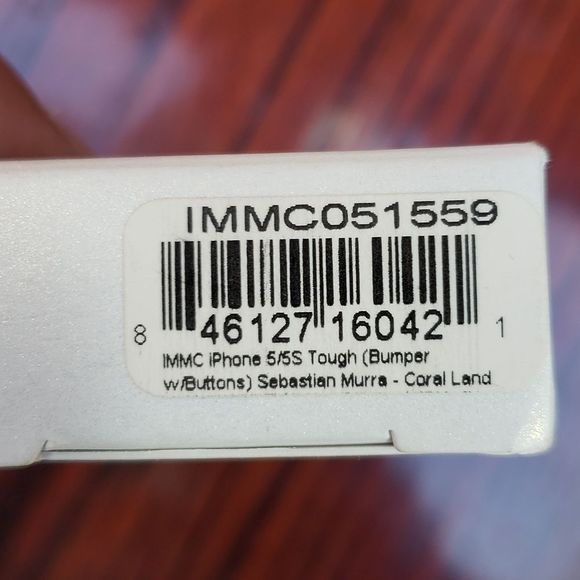 IMMC051559
8 46127 16042 1
IMMC iPhone 5/5S Tough (Bumper
w/Buttons) Sebastian Murra - Coral Land